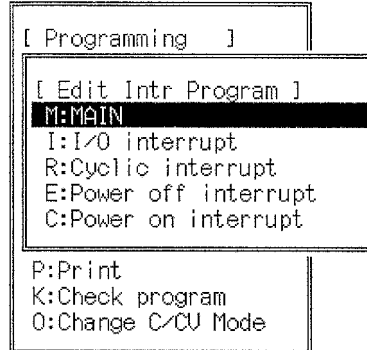 [ Programming ]
[ Edit Intr Program ]
M:MAIN
I:I/O interrupt
R:Cyclic interrupt
E:Power off interrupt
C:Power on interrupt
P:Print
K:Check program
O:Change C/CV Mode